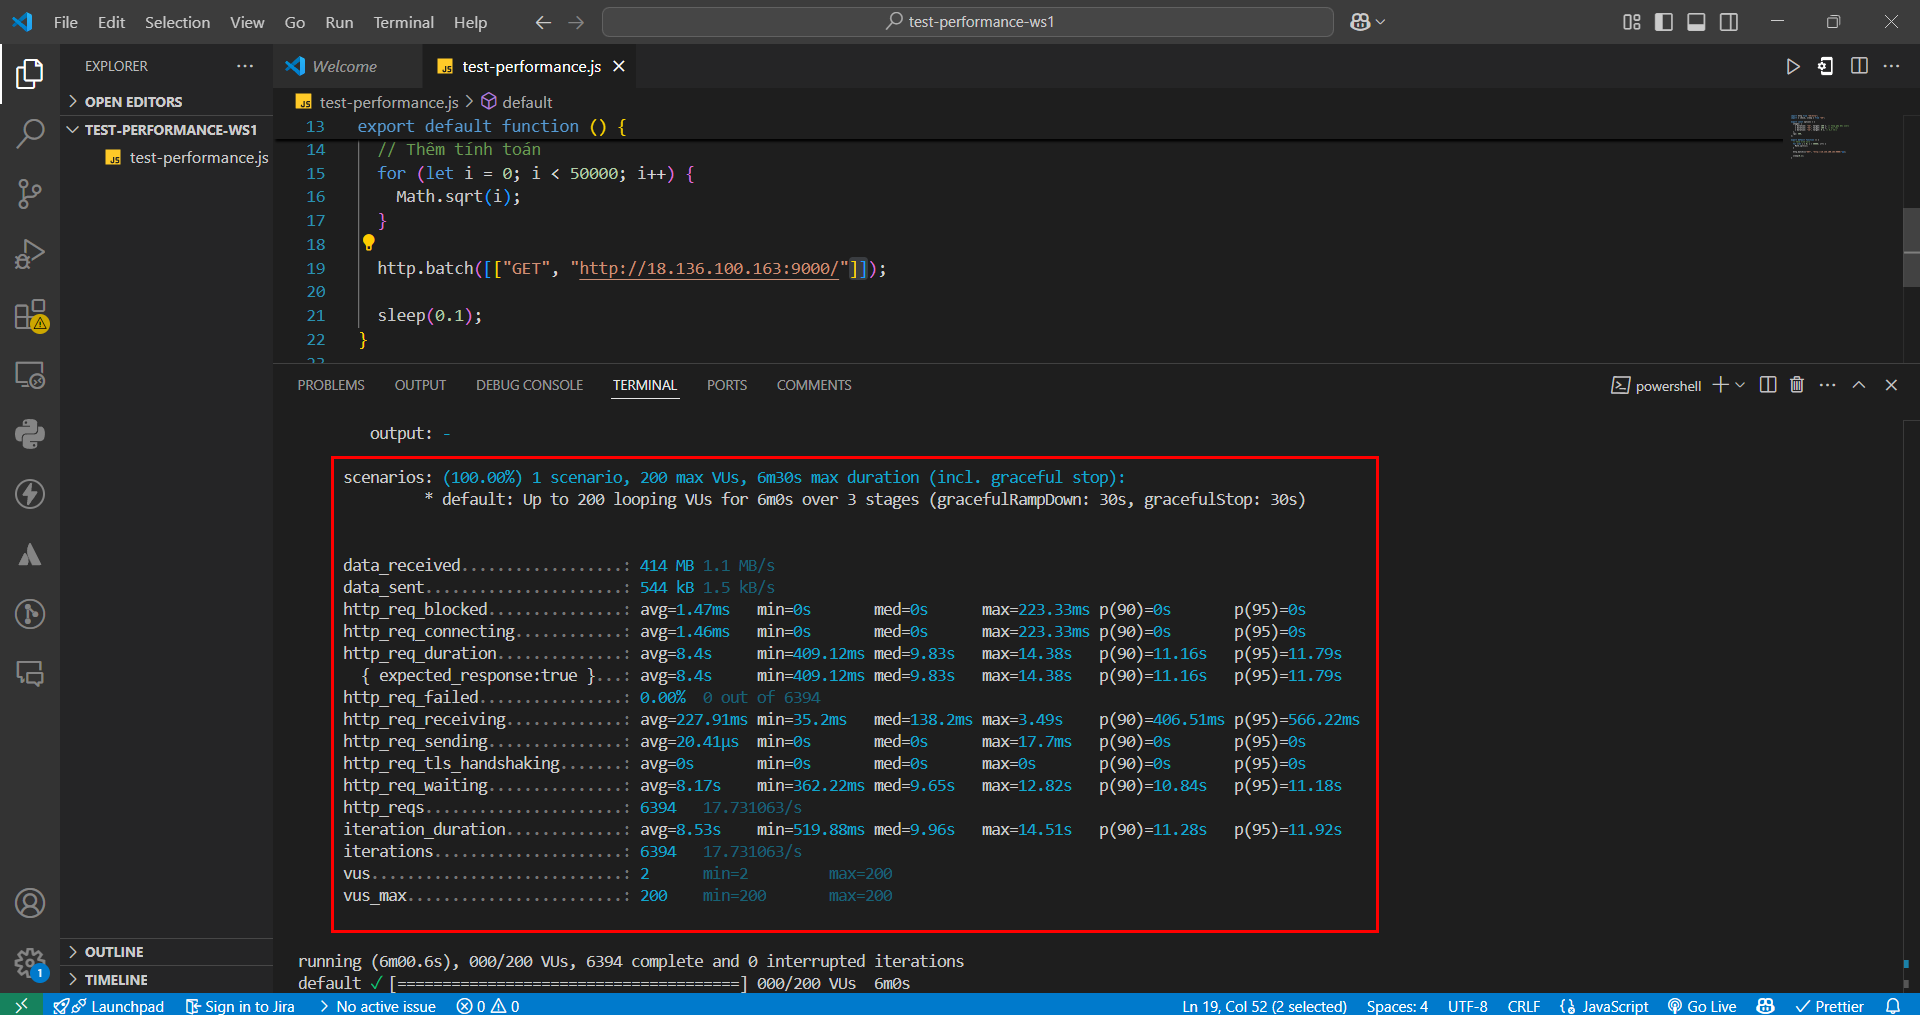 File Edit Selection View Go Run Terminal Help
test-performance-ws1
EXPLORER
OPEN EDITORS
TEST-PERFORMANCE-WS1
JS test-performance.js
Welcome
JS test-performance.js
JS test-performance.js > default
13 export default function () {
14 // Thêm tính toán
15 for (let i = 0; i < 50000; i++) {
16 Math.sqrt(i);
17 }
18
19 http.batch([["GET", "http://18.136.100.163:9000/"]]);
20
21 sleep(0.1);
22 }
PROBLEMS OUTPUT DEBUG CONSOLE TERMINAL PORTS COMMENTS
powershell
output: -
scenarios: (100.00%) 1 scenario, 200 max VUs, 6m30s max duration (incl. graceful stop):
* default: Up to 200 looping VUs for 6m0s over 3 stages (gracefulRampDown: 30s, gracefulStop: 30s)
data_received..................: 414 MB 1.1 MB/s
data_sent......................: 544 kB 1.5 kB/s
http_req_blocked...............: avg=1.47ms min=0s med=0s max=223.33ms p(90)=0s p(95)=0s
http_req_connecting............: avg=1.46ms min=0s med=0s max=223.33ms p(90)=0s p(95)=0s
http_req_duration..............: avg=8.4s min=409.12ms med=9.83s max=14.38s p(90)=11.16s p(95)=11.79s
{ expected_response:true }...: avg=8.4s min=409.12ms med=9.83s max=14.38s p(90)=11.16s p(95)=11.79s
http_req_failed................: 0.00% 0 out of 6394
http_req_receiving.............: avg=227.91ms min=35.2ms med=138.2ms max=3.49s p(90)=406.51ms p(95)=566.22ms
http_req_sending...............: avg=20.41µs min=0s med=0s max=17.7ms p(90)=0s p(95)=0s
http_req_tls_handshaking.......: avg=0s min=0s med=0s max=0s p(90)=0s p(95)=0s
http_req_waiting...............: avg=8.17s min=362.22ms med=9.65s max=12.82s p(90)=10.84s p(95)=11.18s
http_reqs......................: 6394 17.731063/s
iteration_duration.............: avg=8.53s min=519.88ms med=9.96s max=14.51s p(90)=11.28s p(95)=11.92s
iterations.....................: 6394 17.731063/s
vus............................: 2 min=2 max=200
vus_max........................: 200 min=200 max=200
running (6m00.6s), 000/200 VUs, 6394 complete and 0 interrupted iterations
default ✓ [======================================] 000/200 VUs 6m0s
OUTLINE
TIMELINE
1
Launchpad Sign in to Jira > No active issue 0 0 Ln 19, Col 52 (2 selected) Spaces: 4 UTF-8 CRLF {} JavaScript Go Live Prettier